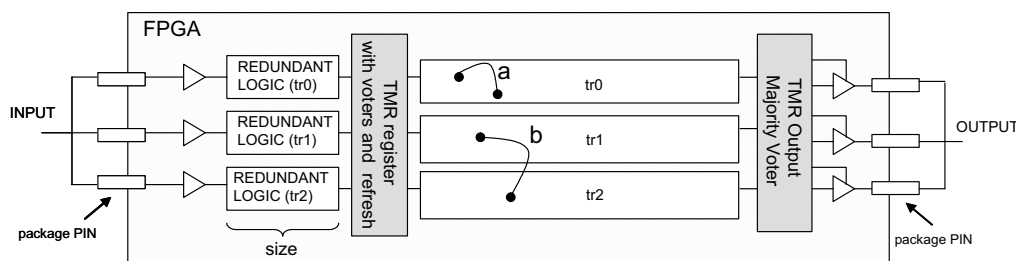 FPGA
INPUT
REDUNDANT
LOGIC (tr0)
REDUNDANT
LOGIC (tr1)
REDUNDANT
LOGIC (tr2)
size
package PIN
TMR register
with voters and refresh
a
tr0
b
tr1
tr2
TMR Output
Majority Voter
OUTPUT
package PIN